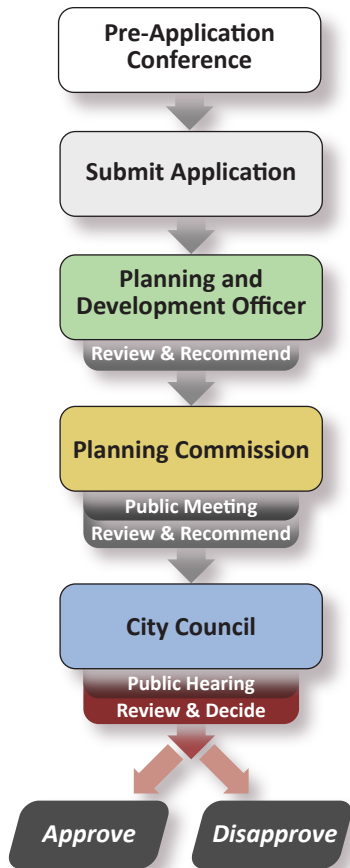 Pre-Application
Conference
Submit Application
Planning and
Development Officer
Review & Recommend
Planning Commission
Public Meeting
Review & Recommend
City Council
Public Hearing
Review & Decide
Approve
Disapprove